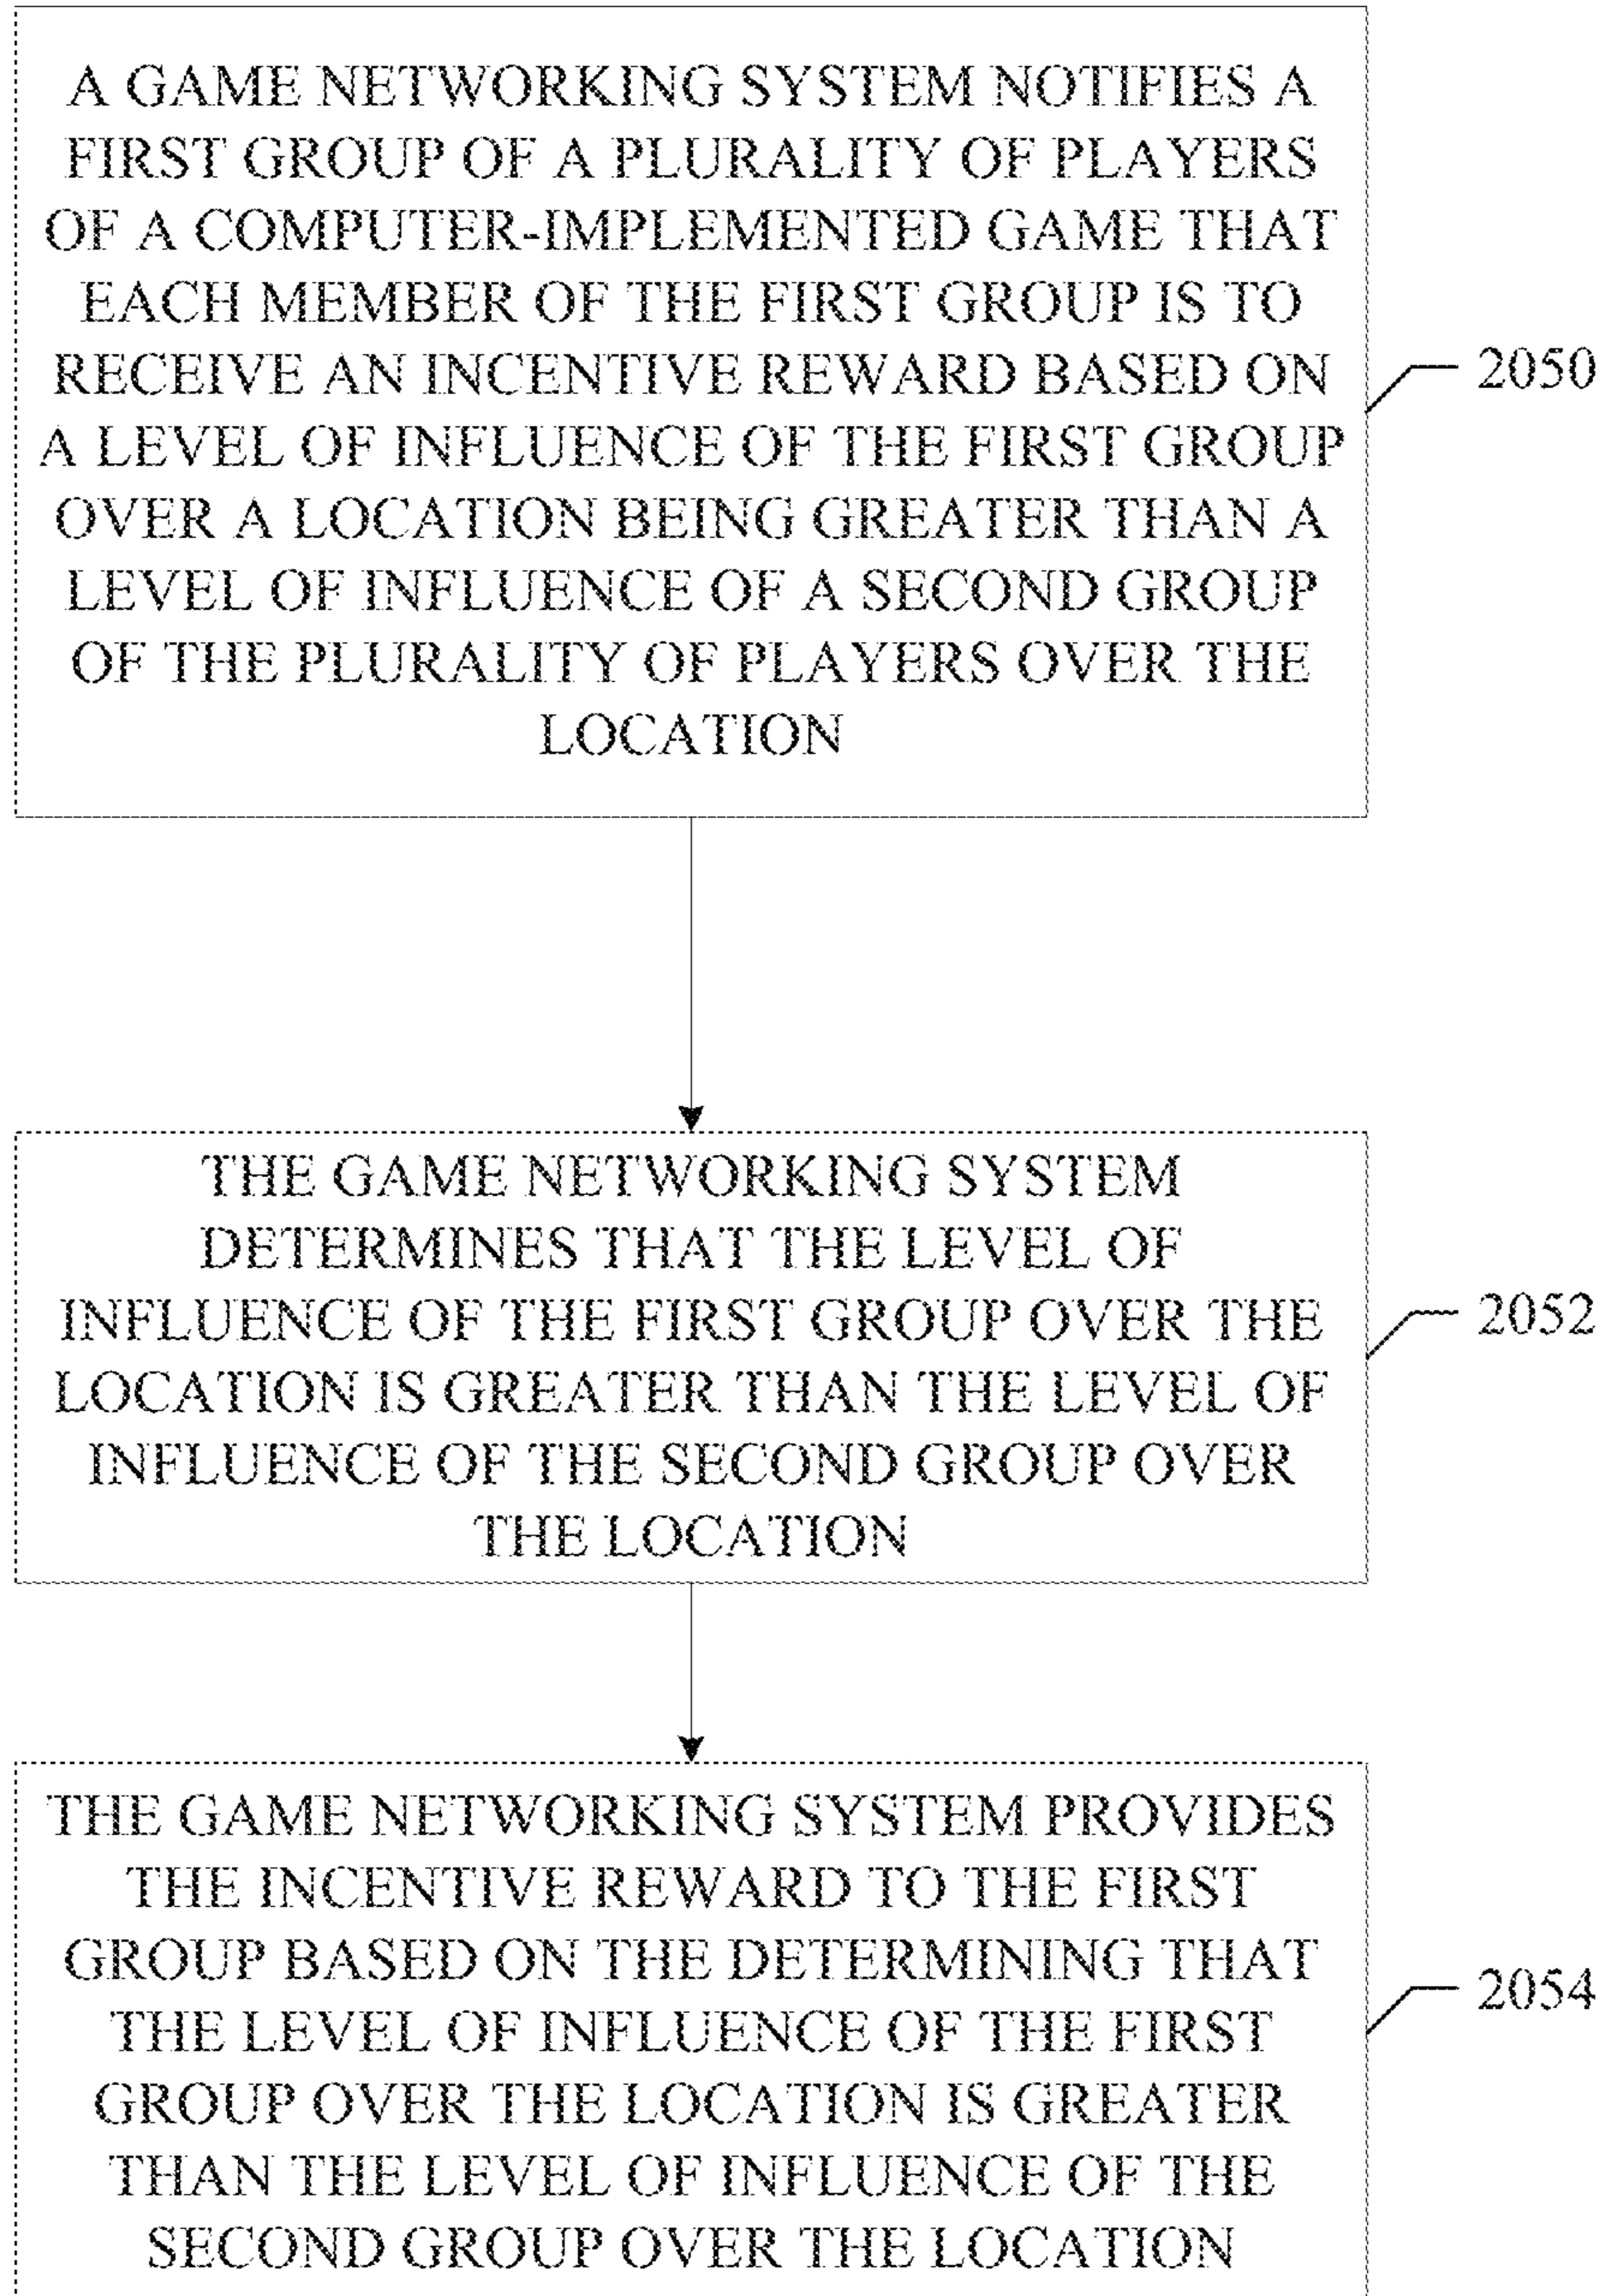 A GAME NETWORKING SYSTEM NOTIFIES A
FIRST GROUP OF A PLURALITY OF PLAYERS
OF A COMPUTER-IMPLEMENTED GAME THAT
EACH MEMBER OF THE FIRST GROUP IS TO
RECEIVE AN INCENTIVE REWARD BASED ON
A LEVEL OF INFLUENCE OF THE FIRST GROUP
OVER A LOCATION BEING GREATER THAN A
LEVEL OF INFLUENCE OF A SECOND GROUP
OF THE PLURALITY OF PLAYERS OVER THE
LOCATION
2050
THE GAME NETWORKING SYSTEM
DETERMINES THAT THE LEVEL OF
INFLUENCE OF THE FIRST GROUP OVER THE
LOCATION IS GREATER THAN THE LEVEL OF
INFLUENCE OF THE SECOND GROUP OVER
THE LOCATION
2052
THE GAME NETWORKING SYSTEM PROVIDES
THE INCENTIVE REWARD TO THE FIRST
GROUP BASED ON THE DETERMINING THAT
THE LEVEL OF INFLUENCE OF THE FIRST
GROUP OVER THE LOCATION IS GREATER
THAN THE LEVEL OF INFLUENCE OF THE
SECOND GROUP OVER THE LOCATION
2054